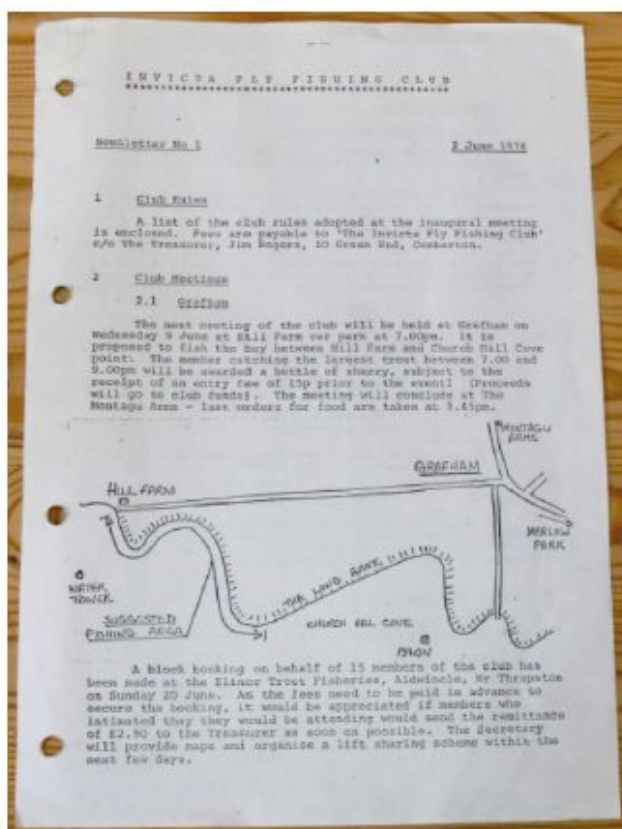 INVICTA FLY FISHING CLUB
Newsletter No 1 2 June 1976
1 Club Rules
A list of the club rules adopted at the inaugural meeting
is enclosed. Fees are payable to 'The Invicta Fly Fishing Club'
c/o The Treasurer, Jim Rogers, 10 Green End, Comberton.
2 Club Meetings
2.1 Grafham
The next meeting of the club will be held at Grafham on
Wednesday 9 June at Hill Farm car park at 7.00pm. It is
proposed to fish the bay between Hill Farm and Church Hill Cove
point. The member catching the largest trout between 7.00 and
9.00pm will be awarded a bottle of sherry, subject to the
receipt of an entry fee of 15p prior to the event! (Proceeds
will go to club funds). The meeting will conclude at The
Montagu Arms - last orders for food are taken at 9.45pm.
MONTAGU
ARMS
GRAFHAM
HILL FARM
MARLOW
PARK
WATER
TOWER
THE LONG BANK
SUGGESTED
FISHING AREA
CHURCH HILL COVE
A block booking on behalf of 15 members of the club has
been made at the Elinor Trout Fisheries, Aldwincle, Nr Thrapston
on Sunday 20 June. As the fees need to be paid in advance to
secure the booking, it would be appreciated if members who
intimated they they would be attending would send the remittance
of £2.50 to the Treasurer as soon as possible. The Secretary
will provide maps and organise a lift sharing scheme within the
next few days.